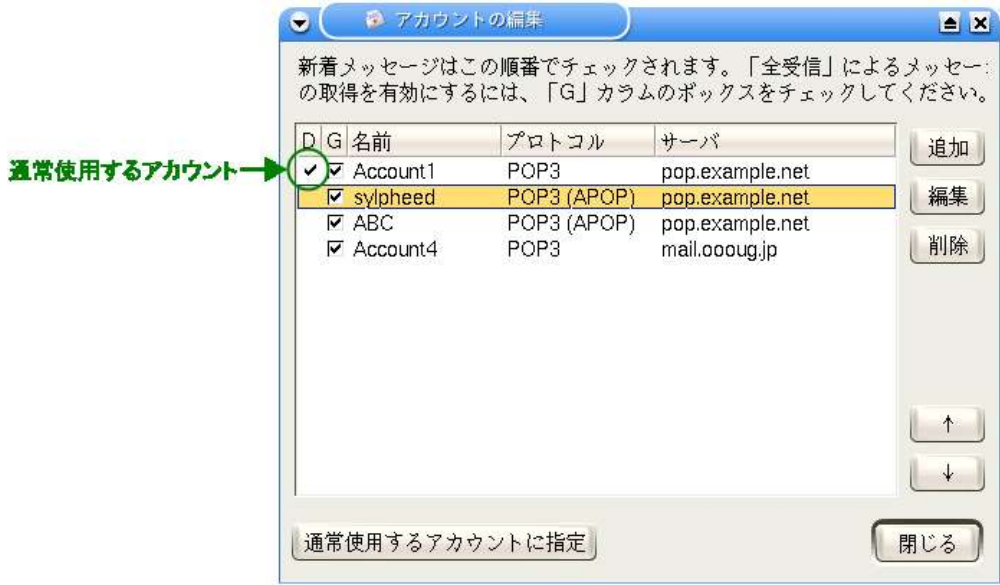 アカウントの編集
新着メッセージはこの順番でチェックされます。「全受信」によるメッセー
の取得を有効にするには、「G」カラムのボックスをチェックしてください。
D G 名前 プロトコル サーバ
追加
通常使用するアカウント
Account1 POP3 pop.example.net
sylpheed POP3 (APOP) pop.example.net
編集
ABC POP3 (APOP) pop.example.net
Account4 POP3 mail.oooug.jp
削除
↑
↓
通常使用するアカウントに指定
閉じる